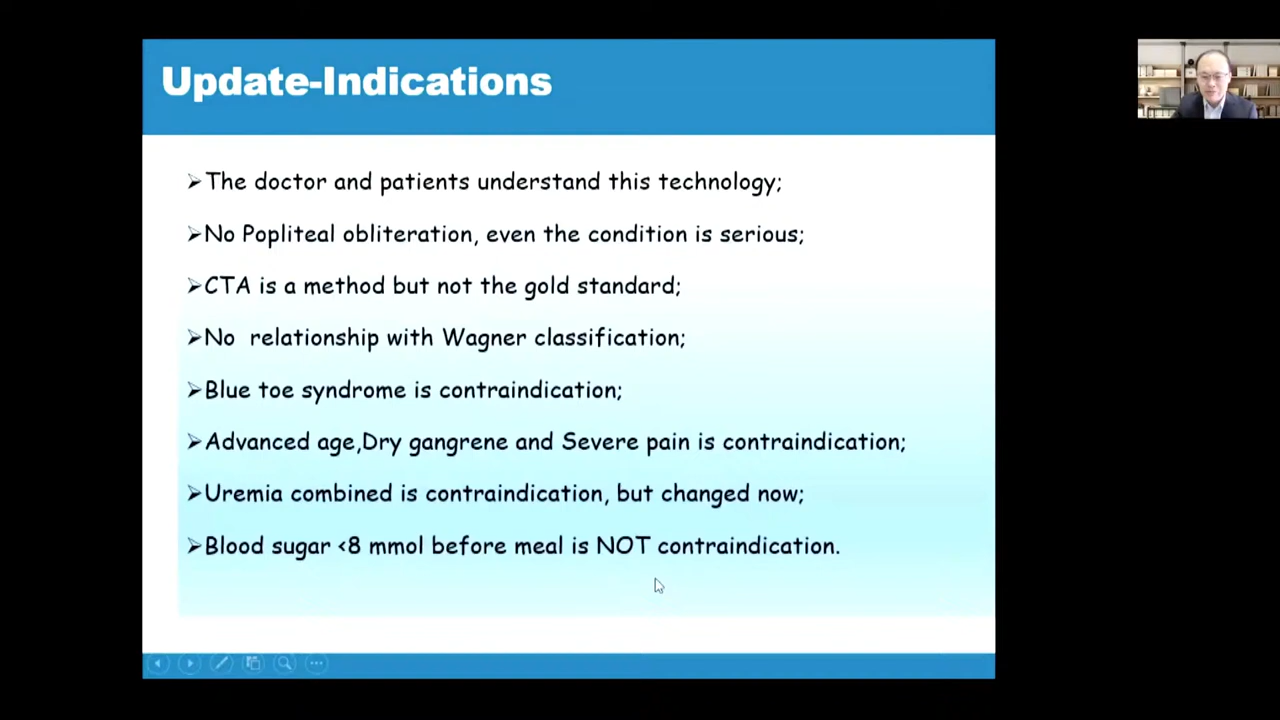 Update-Indications
➢The doctor and patients understand this technology;
➢No Popliteal obliteration, even the condition is serious;
➢CTA is a method but not the gold standard;
➢No relationship with Wagner classification;
➢Blue toe syndrome is contraindication;
➢Advanced age,Dry gangrene and Severe pain is contraindication;
➢Uremia combined is contraindication, but changed now;
➢Blood sugar <8 mmol before meal is NOT contraindication.